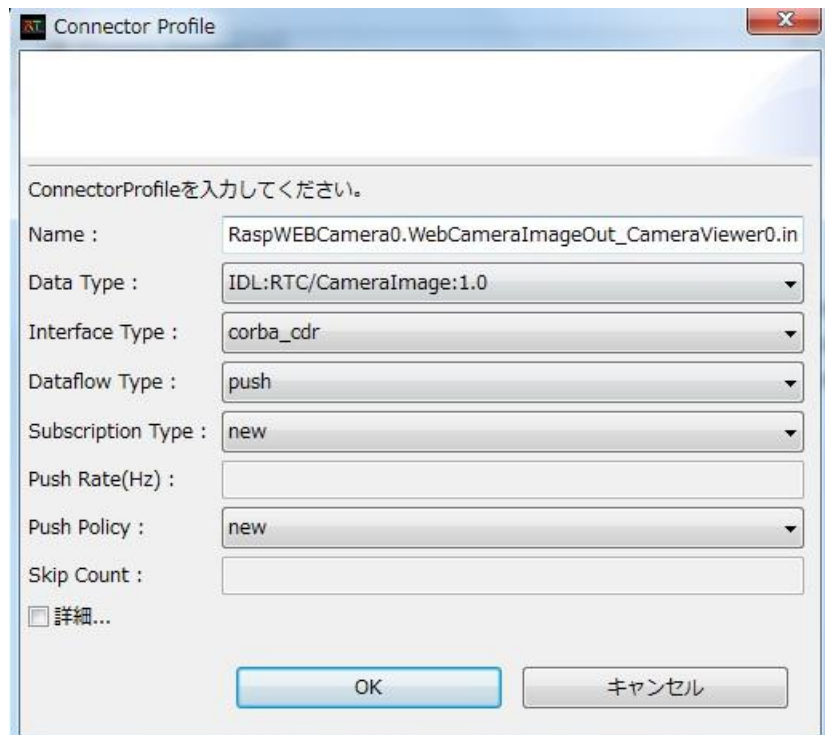 RT Connector Profile
ConnectorProfileを入力してください。
Name : RaspWEBCamera0.WebCameraImageOut_CameraViewer0.in
Data Type : IDL:RTC/CameraImage:1.0
Interface Type : corba_cdr
Dataflow Type : push
Subscription Type : new
Push Rate(Hz) :
Push Policy : new
Skip Count :
詳細...
OK キャンセル